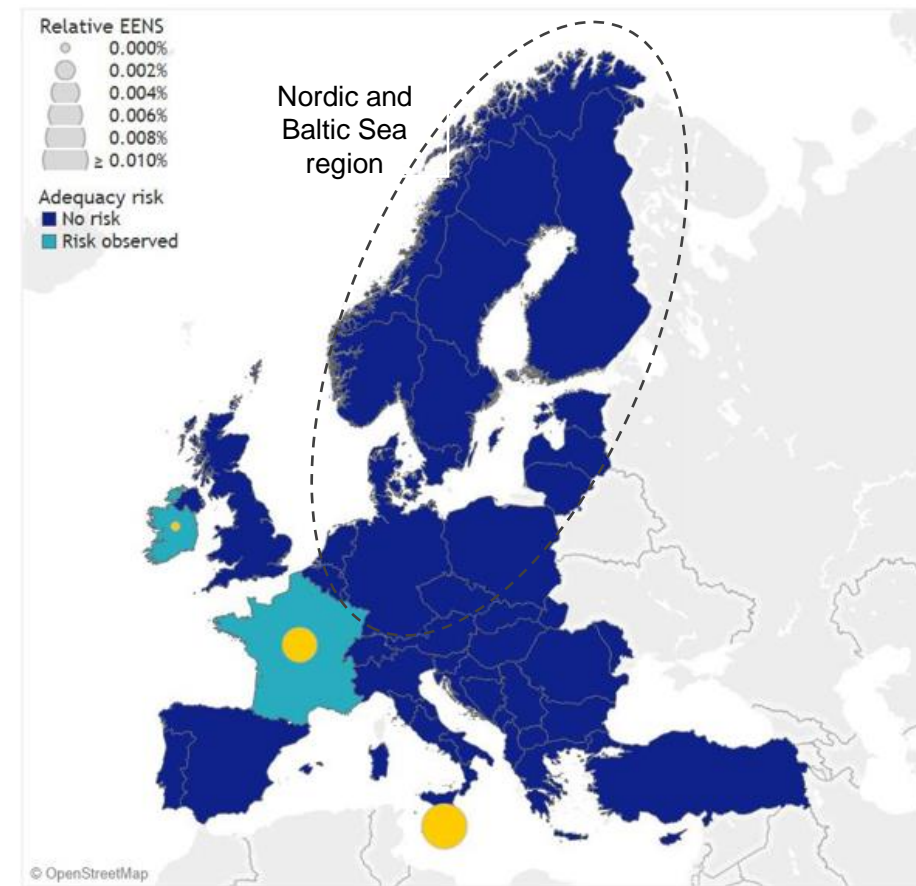 Relative EENS
0.000%
0.002%
0.004%
0.006%
0.008%
≥ 0.010%
Adequacy risk
No risk
Risk observed
Nordic and
Baltic Sea
region
© OpenStreetMap